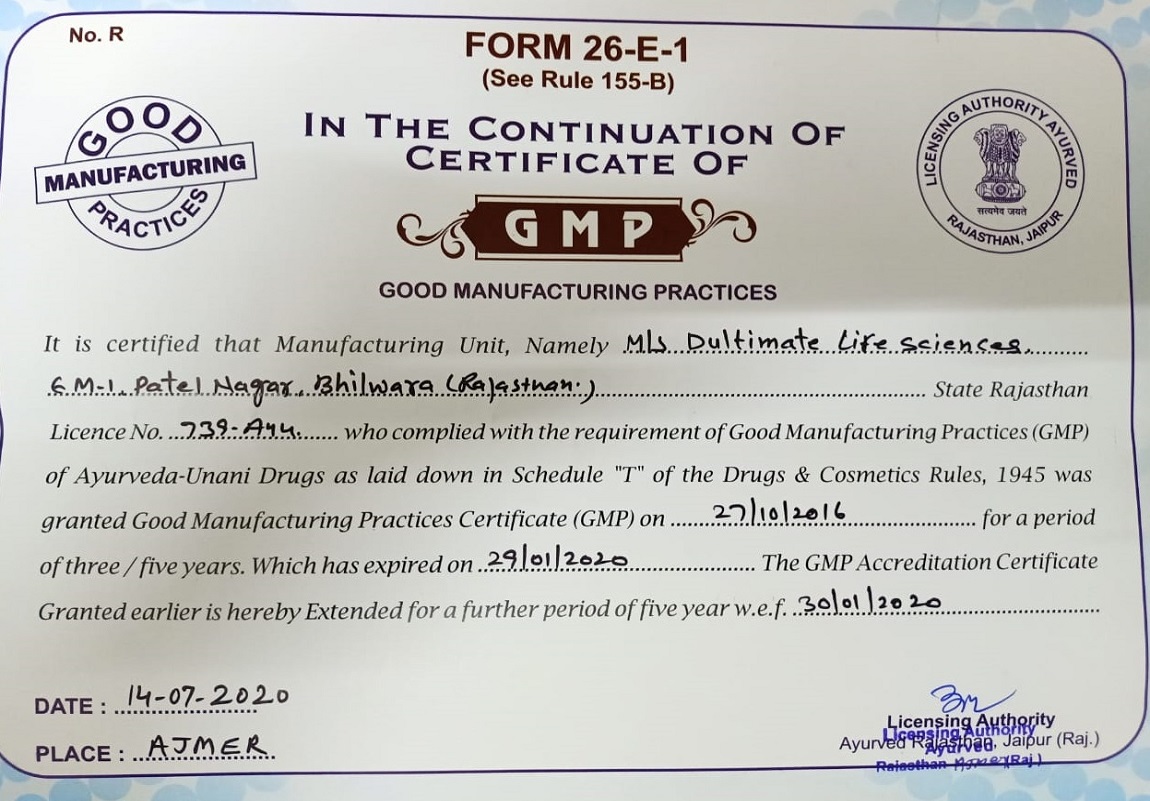 No. R
FORM 26-E-1
(See Rule 155-B)
GOOD
MANUFACTURING
PRACTICES
IN THE CONTINUATION OF
CERTIFICATE OF
GMP
GOOD MANUFACTURING PRACTICES
LICENSING AUTHORITY AYURVED
सत्यमेव जयते
RAJASTHAN, JAIPUR
It is certified that Manufacturing Unit, Namely M/s Dultimate Life Sciences.
G M-1, Patel Nagar, Bhilwara (Rajasthan.) State Rajasthan
Licence No. 739-Ayu. who complied with the requirement of Good Manufacturing Practices (GMP)
of Ayurveda-Unani Drugs as laid down in Schedule "T" of the Drugs & Cosmetics Rules, 1945 was
granted Good Manufacturing Practices Certificate (GMP) on 27/10/2016 for a period
of three / five years. Which has expired on 29/01/2020 The GMP Accreditation Certificate
Granted earlier is hereby Extended for a further period of five year w.e.f. 30/01/2020
DATE : 14-07-2020
PLACE : AJMER
Licensing Authority
Licensing Authority
Ayurved Rajasthan, Jaipur (Raj.)
Ayurved,
Rajasthan Ajmer (Raj.)